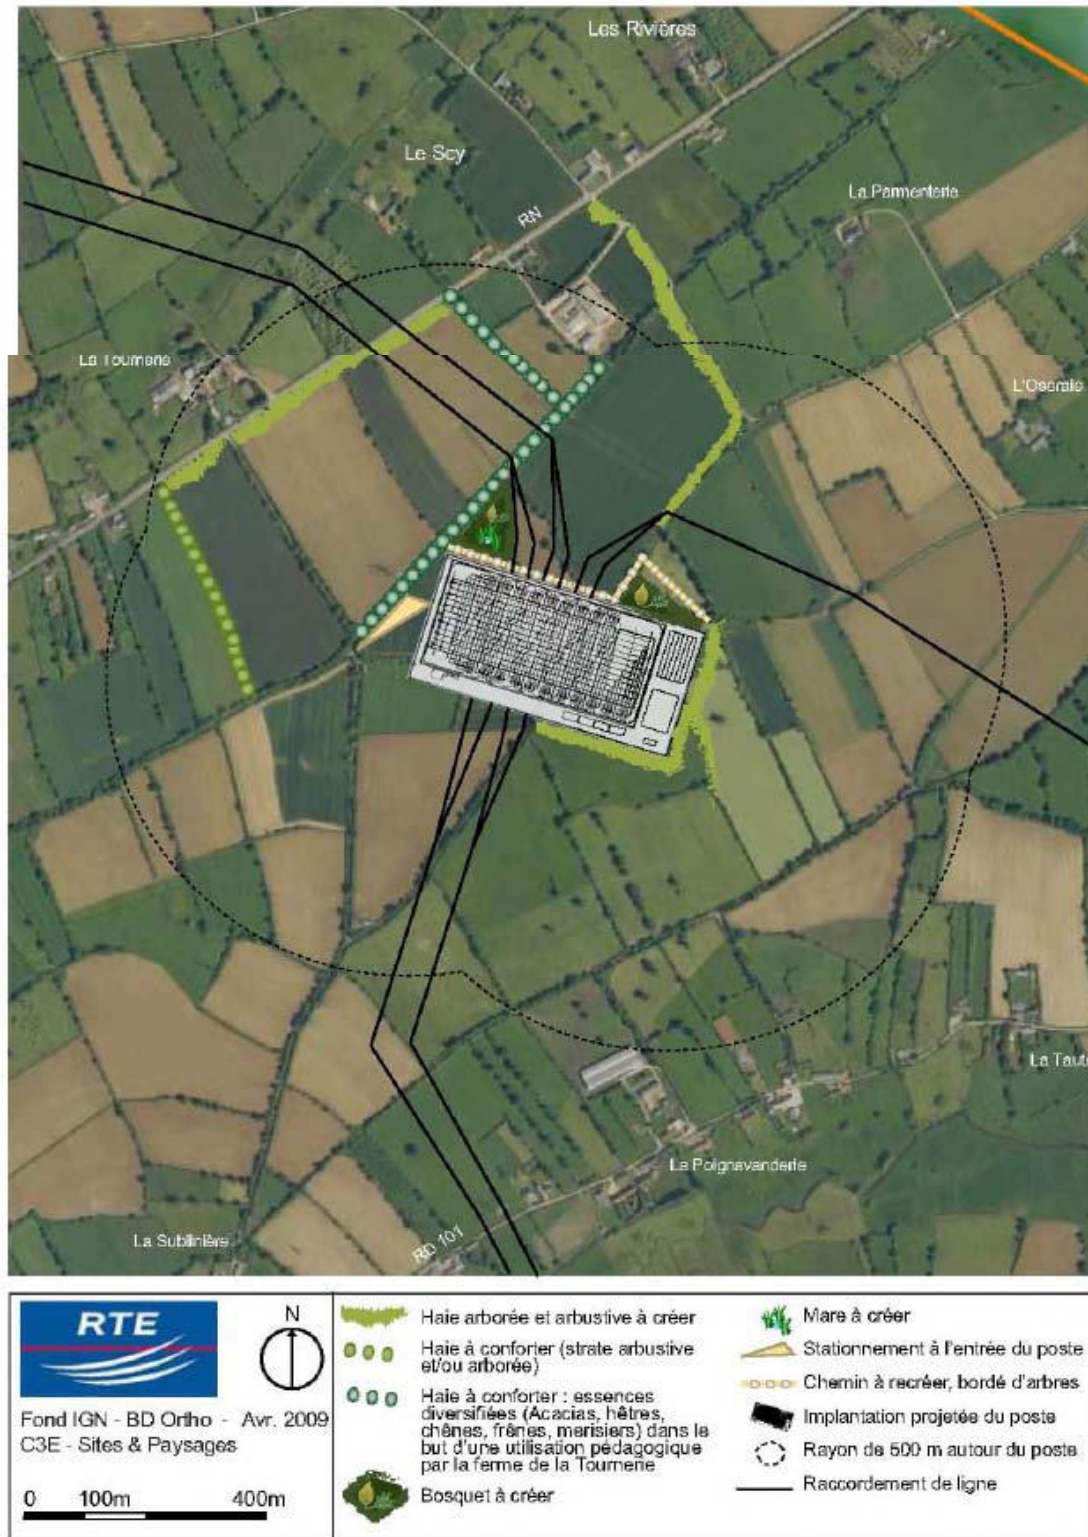 Les Rivières
Le Scy
RN
La Parmenterie
La Tournerie
L'Oseraie
La Taute
La Poignavanderie
La Sublinière
RD 101
RTE
Fond IGN - BD Ortho - Avr. 2009
C3E - Sites & Paysages
0 100m 400m
N
Haie arborée et arbustive à créer
Haie à conforter (strate arbustive
et/ou arborée)
Haie à conforter : essences
diversifiées (Acacias, hêtres,
chênes, frênes, merisiers) dans le
but d'une utilisation pédagogique
par la ferme de la Tournerie
Bosquet à créer
Mare à créer
Stationnement à l'entrée du poste
Chemin à recréer, bordé d'arbres
Implantation projetée du poste
Rayon de 500 m autour du poste
Raccordement de ligne